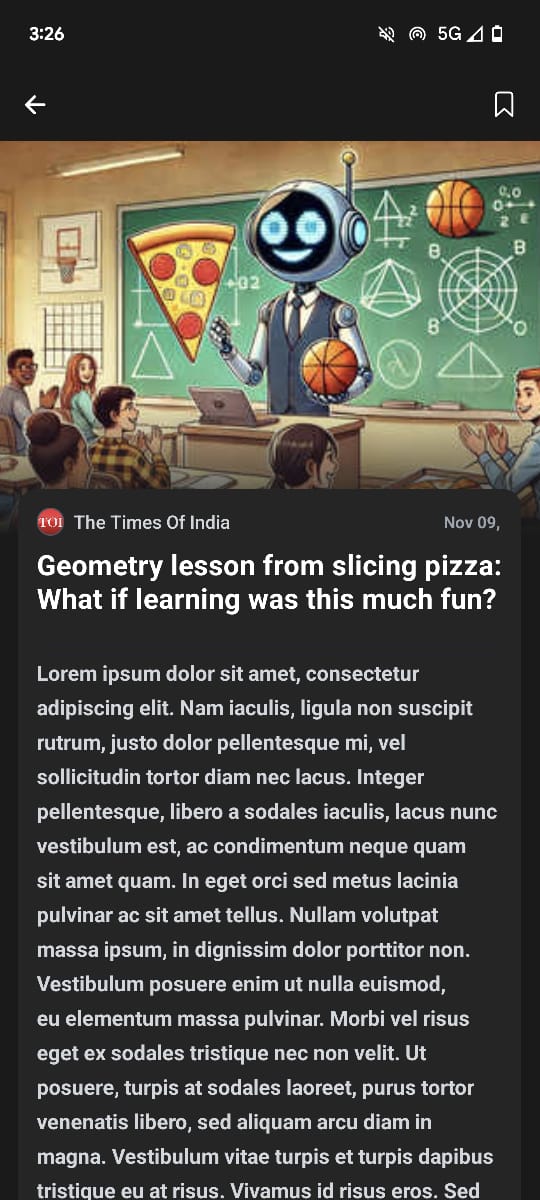 3:26
5G
TOI The Times Of India Nov 09,
Geometry lesson from slicing pizza:
What if learning was this much fun?
Lorem ipsum dolor sit amet, consectetur
adipiscing elit. Nam iaculis, ligula non suscipit
rutrum, justo dolor pellentesque mi, vel
sollicitudin tortor diam nec lacus. Integer
pellentesque, libero a sodales iaculis, lacus nunc
vestibulum est, ac condimentum neque quam
sit amet quam. In eget orci sed metus lacinia
pulvinar ac sit amet tellus. Nullam volutpat
massa ipsum, in dignissim dolor porttitor non.
Vestibulum posuere enim ut nulla euismod,
eu elementum massa pulvinar. Morbi vel risus
eget ex sodales tristique nec non velit. Ut
posuere, turpis at sodales laoreet, purus tortor
venenatis libero, sed aliquam arcu diam in
magna. Vestibulum vitae turpis et turpis dapibus
tristique eu at risus. Vivamus id risus eros. Sed